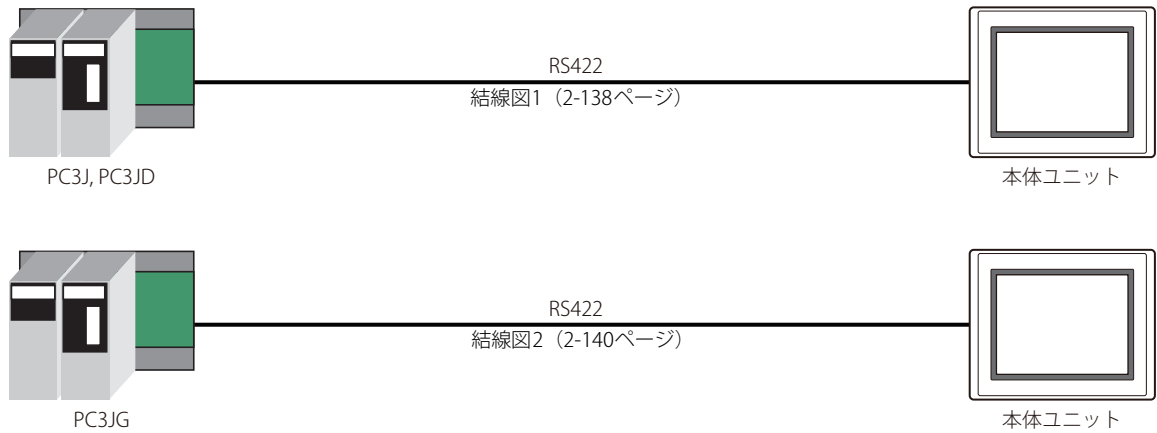 RS422
結線図1（2-138ページ）
PC3J, PC3JD
本体ユニット
RS422
結線図2（2-140ページ）
PC3JG
本体ユニット